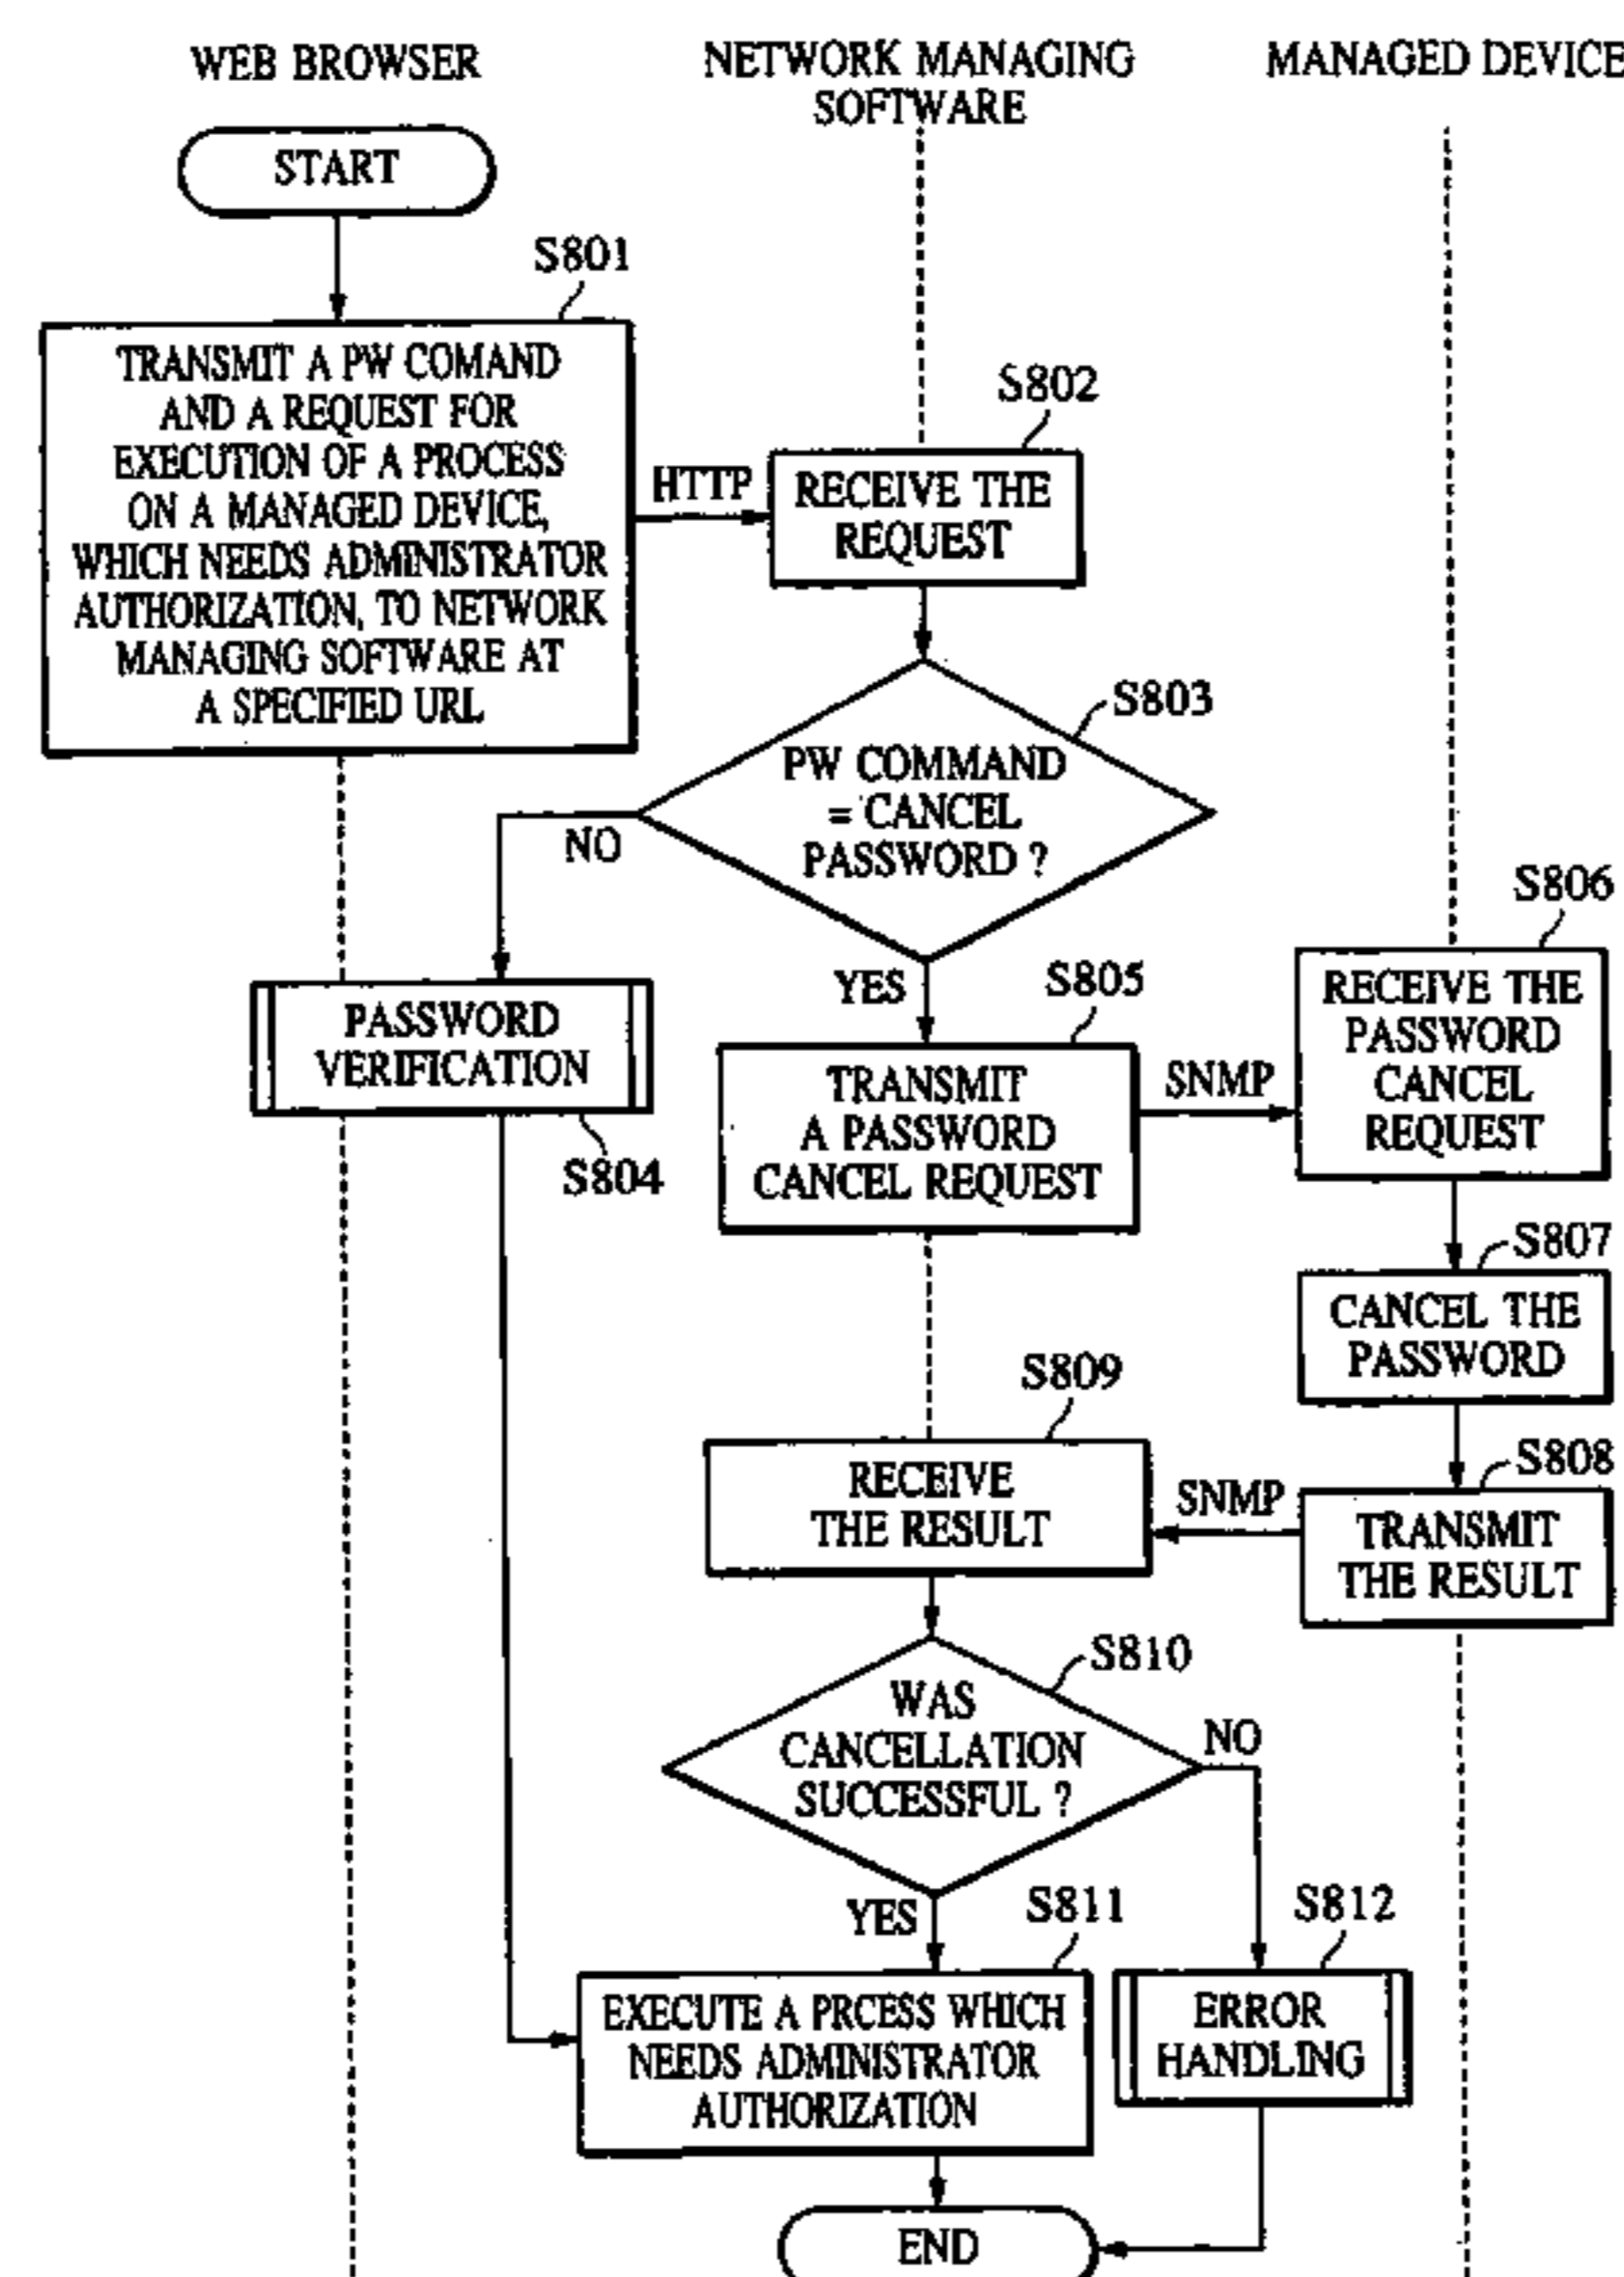 WEB BROWSER
NETWORK MANAGING
SOFTWARE
MANAGED DEVICE
START
S801
TRANSMIT A PW COMAND
AND A REQUEST FOR
EXECUTION OF A PROCESS
ON A MANAGED DEVICE,
WHICH NEEDS ADMINISTRATOR
AUTHORIZATION, TO NETWORK
MANAGING SOFTWARE AT
A SPECIFIED URL
HTTP
S802
RECEIVE THE
REQUEST
S803
PW COMMAND
= CANCEL
PASSWORD ?
NO
YES
PASSWORD
VERIFICATION
S804
S805
TRANSMIT
A PASSWORD
CANCEL REQUEST
SNMP
S806
RECEIVE THE
PASSWORD
CANCEL
REQUEST
S807
CANCEL THE
PASSWORD
S808
TRANSMIT
THE RESULT
SNMP
S809
RECEIVE
THE RESULT
S810
WAS
CANCELLATION
SUCCESSFUL ?
NO
YES
S811
EXECUTE A PRCESS WHICH
NEEDS ADMINISTRATOR
AUTHORIZATION
S812
ERROR
HANDLING
END